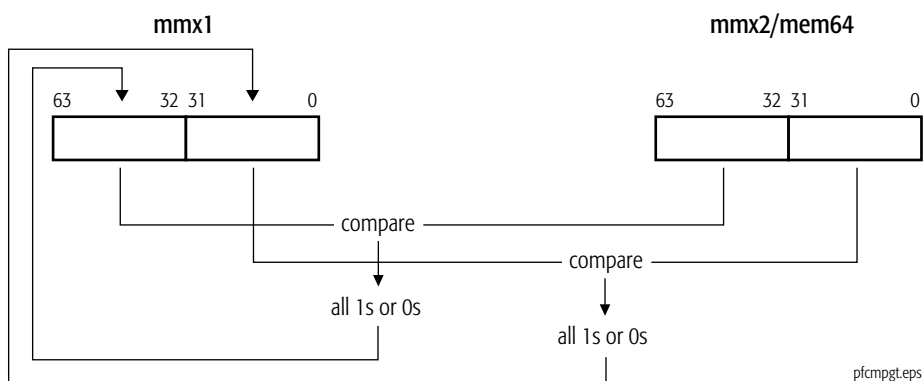 mmx1 mmx2/mem64
63 32 31 0 63 32 31 0
compare
compare
all 1s or 0s
all 1s or 0s
pfcmpgt.eps